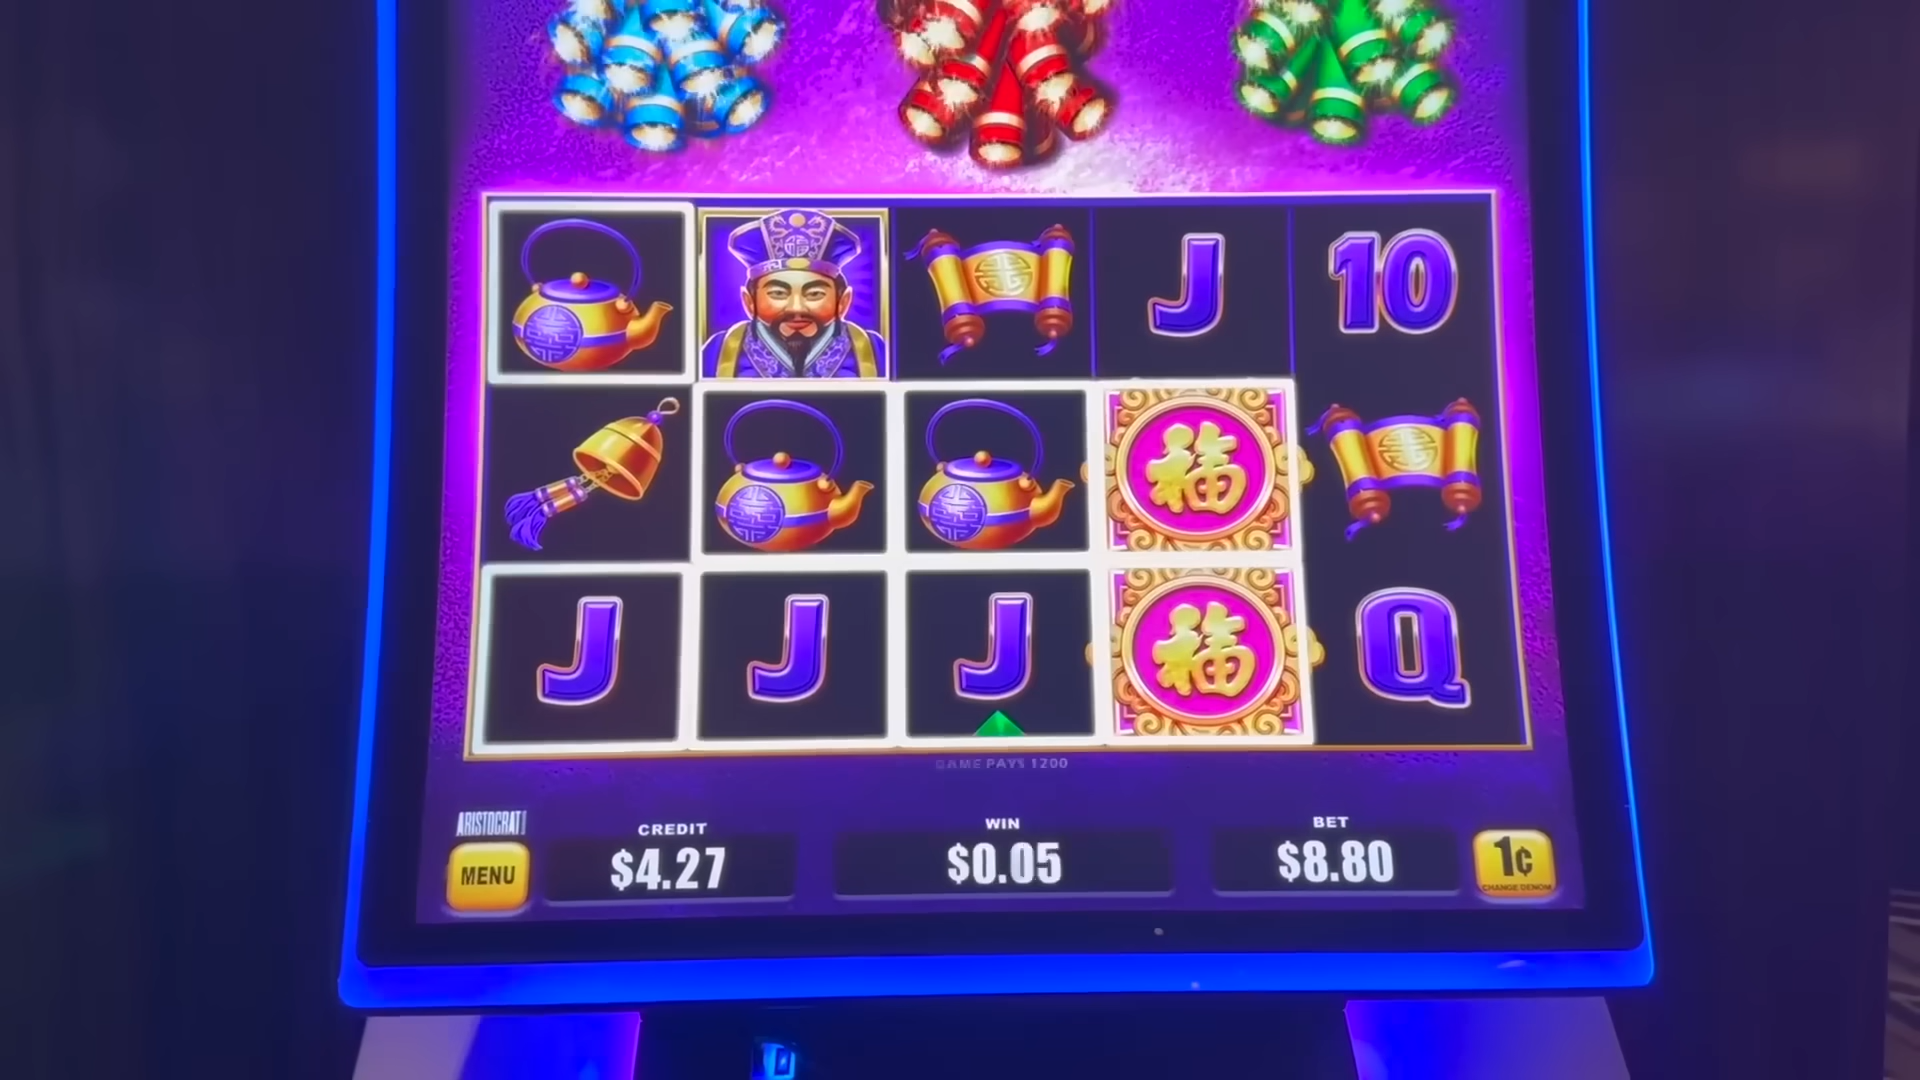 J
10
福
J
J
J
福
Q
GAME PAYS 1200
ARISTOCRAT
CREDIT
WIN
BET
MENU
$4.27
$0.05
$8.80
1¢
CHANGE DENOM